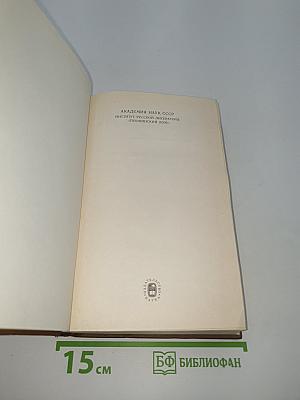 АКАДЕМИЯ НАУК СССР
ИНСТИТУТ РУССКОЙ ЛИТЕРАТУРЫ
(ПУШКИНСКИЙ ДОМ)
15 см
БФ БИБЛИОФАН